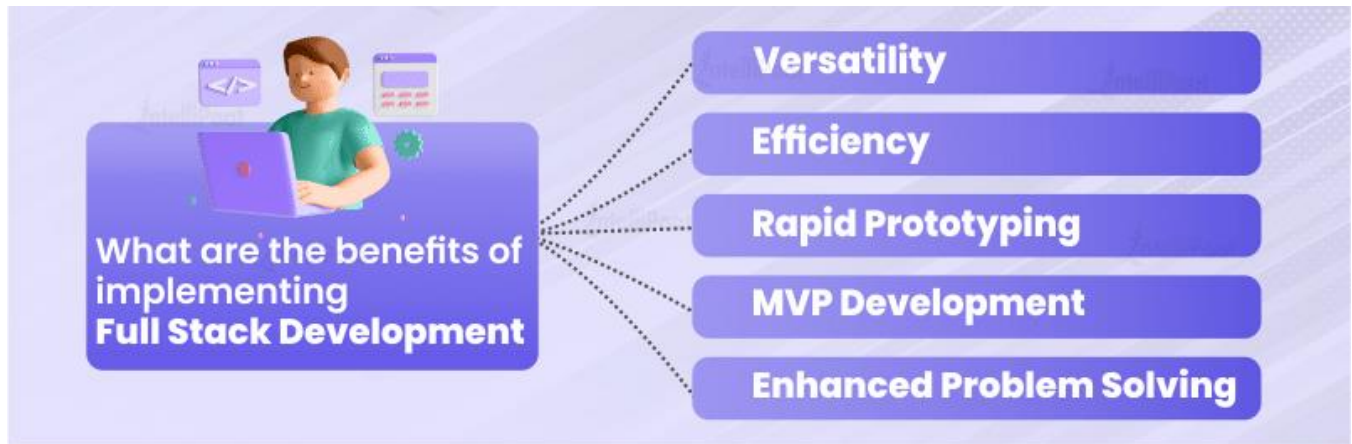 What are the benefits of
implementing
Full Stack Development
Versatility
Efficiency
Rapid Prototyping
MVP Development
Enhanced Problem Solving